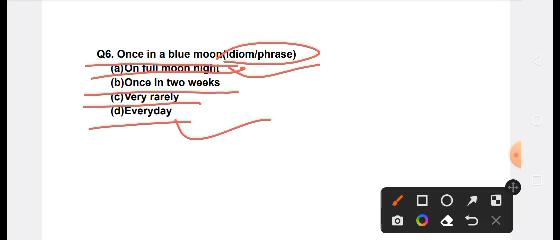 Q6. Once in a blue moon(idiom/phrase)
(a)On full moon night
(b)Once in two weeks
(c)Very rarely
(d)Everyday